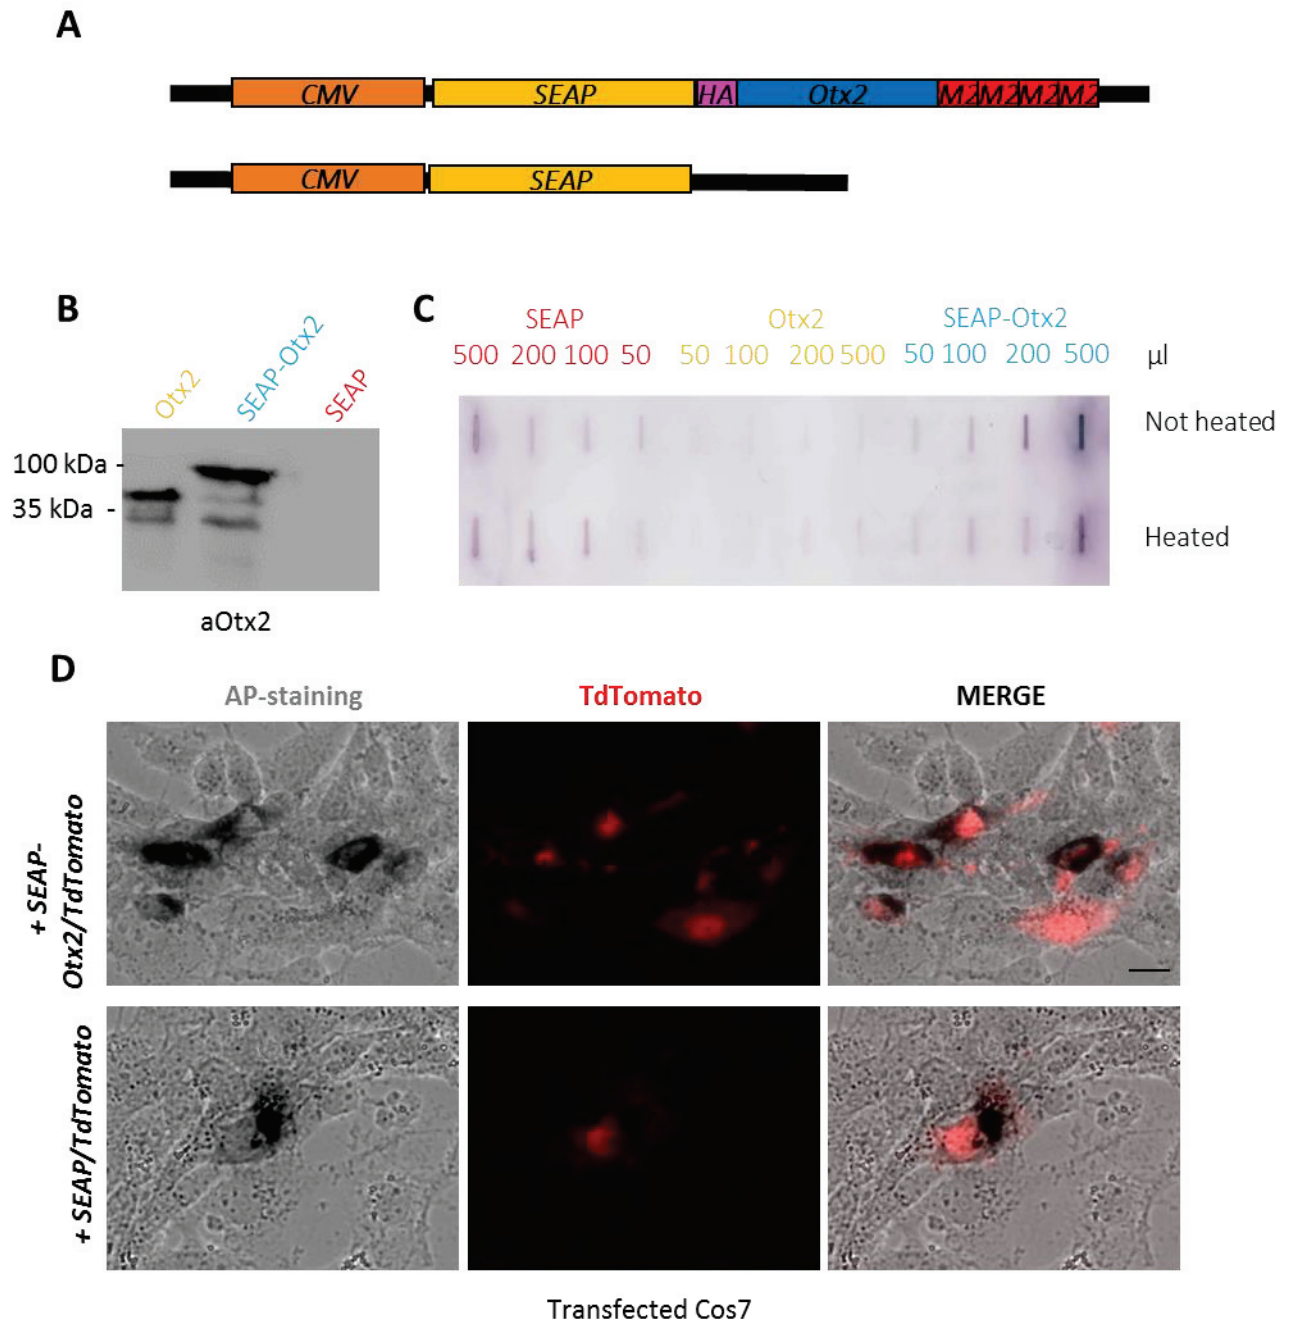 A
CMV SEAP HA Otx2 M2 M2 M2 M2
CMV SEAP
B
Otx2 SEAP-Otx2 SEAP
100 kDa -
35 kDa -
aOtx2
C
SEAP Otx2 SEAP-Otx2
500 200 100 50 50 100 200 500 50 100 200 500 µl
Not heated
Heated
D
AP-staining TdTomato MERGE
+ SEAP-
Otx2/TdTomato
+ SEAP/TdTomato
Transfected Cos7